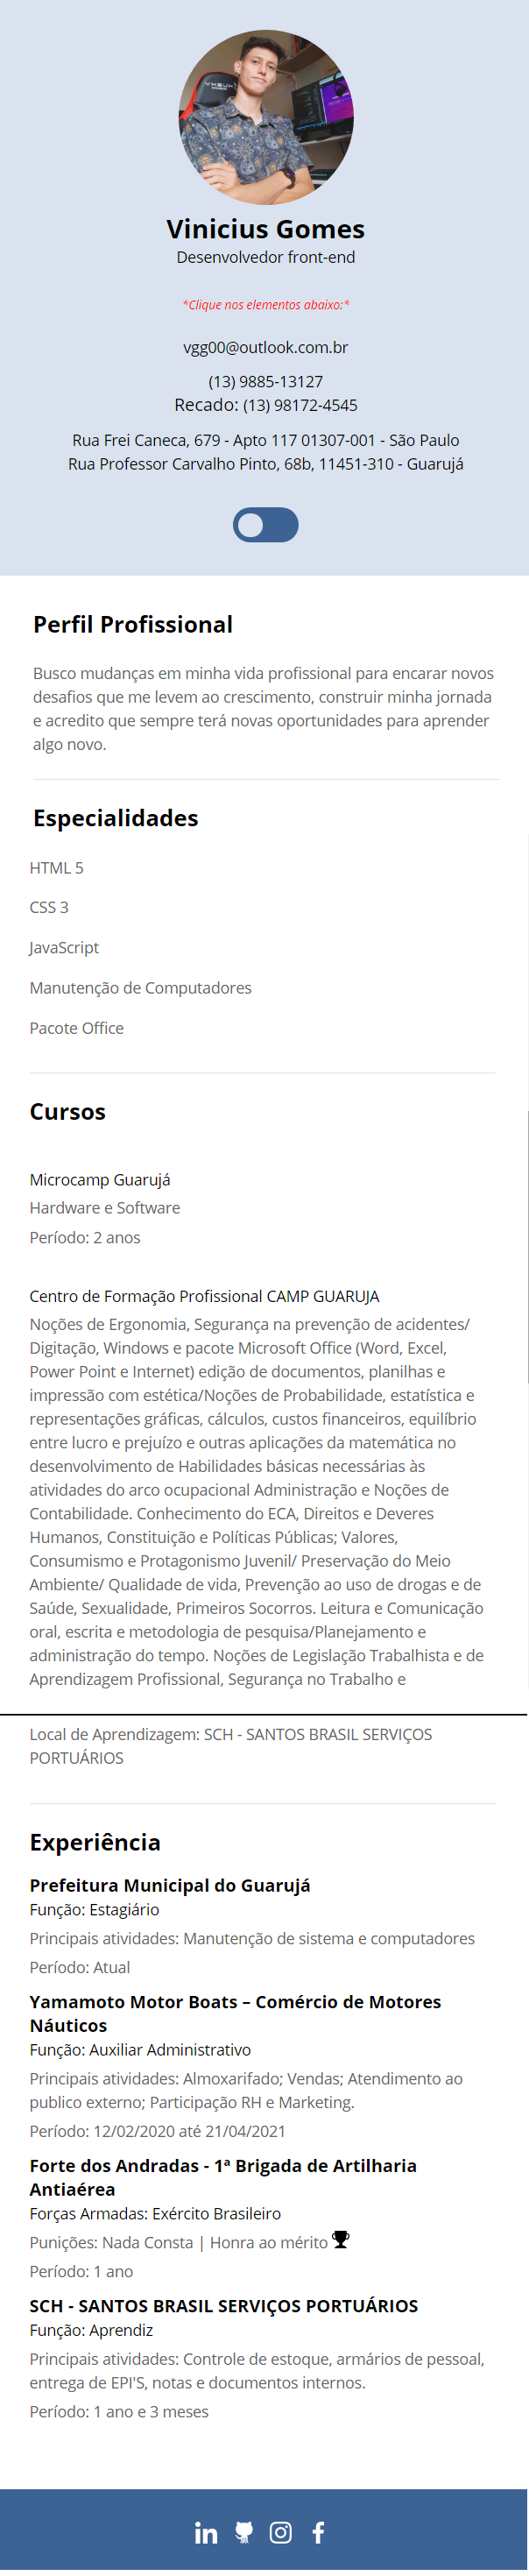 Vinicius Gomes
Desenvolvedor front-end
*Clique nos elementos abaixo:*
vgg00@outlook.com.br
(13) 9885-13127
Recado: (13) 98172-4545
Rua Frei Caneca, 679 - Apto 117 01307-001 - São Paulo
Rua Professor Carvalho Pinto, 68b, 11451-310 - Guarujá
Perfil Profissional
Busco mudanças em minha vida profissional para encarar novos
desafios que me levem ao crescimento, construir minha jornada
e acredito que sempre terá novas oportunidades para aprender
algo novo.
Especialidades
HTML 5
CSS 3
JavaScript
Manutenção de Computadores
Pacote Office
Cursos
Microcamp Guarujá
Hardware e Software
Período: 2 anos
Centro de Formação Profissional CAMP GUARUJA
Noções de Ergonomia, Segurança na prevenção de acidentes/
Digitação, Windows e pacote Microsoft Office (Word, Excel,
Power Point e Internet) edição de documentos, planilhas e
impressão com estética/Noções de Probabilidade, estatística e
representações gráficas, cálculos, custos financeiros, equilíbrio
entre lucro e prejuízo e outras aplicações da matemática no
desenvolvimento de Habilidades básicas necessárias às
atividades do arco ocupacional Administração e Noções de
Contabilidade. Conhecimento do ECA, Direitos e Deveres
Humanos, Constituição e Políticas Públicas; Valores,
Consumismo e Protagonismo Juvenil/ Preservação do Meio
Ambiente/ Qualidade de vida, Prevenção ao uso de drogas e de
Saúde, Sexualidade, Primeiros Socorros. Leitura e Comunicação
oral, escrita e metodologia de pesquisa/Planejamento e
administração do tempo. Noções de Legislação Trabalhista e de
Aprendizagem Profissional, Segurança no Trabalho e
Local de Aprendizagem: SCH - SANTOS BRASIL SERVIÇOS
PORTUÁRIOS
Experiência
Prefeitura Municipal do Guarujá
Função: Estagiário
Principais atividades: Manutenção de sistema e computadores
Período: Atual
Yamamoto Motor Boats – Comércio de Motores
Náuticos
Função: Auxiliar Administrativo
Principais atividades: Almoxarifado; Vendas; Atendimento ao
publico externo; Participação RH e Marketing.
Período: 12/02/2020 até 21/04/2021
Forte dos Andradas - 1ª Brigada de Artilharia
Antiaérea
Forças Armadas: Exército Brasileiro
Punições: Nada Consta | Honra ao mérito
Período: 1 ano
SCH - SANTOS BRASIL SERVIÇOS PORTUÁRIOS
Função: Aprendiz
Principais atividades: Controle de estoque, armários de pessoal,
entrega de EPI'S, notas e documentos internos.
Período: 1 ano e 3 meses